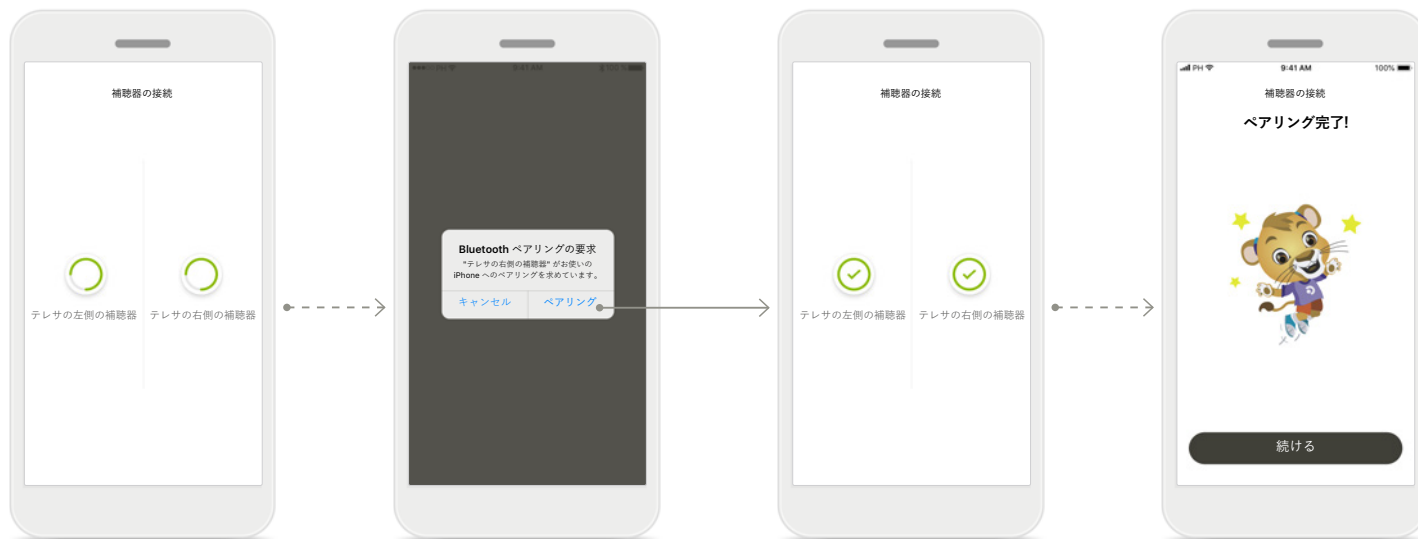 補聴器の接続
テレサの左側の補聴器
テレサの右側の補聴器
9:41 AM
100 %
Bluetooth ペアリングの要求
"テレサの右側の補聴器" がお使いの
iPhone へのペアリングを求めています。
キャンセル
ペアリング
補聴器の接続
テレサの左側の補聴器
テレサの右側の補聴器
PH
9:41 AM
100%
補聴器の接続
ペアリング完了!
続ける